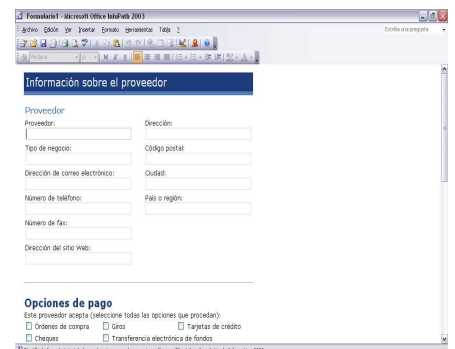 Formulario1 - Microsoft Office InfoPath 2003
Archivo Edición Ver Insertar Formato Herramientas Tabla ?
Escriba una pregunta
Verdana 10 N K S
Información sobre el proveedor
Proveedor
Proveedor: Dirección:
Tipo de negocio: Código postal:
Dirección de correo electrónico: Ciudad:
Número de teléfono: País o región:
Número de fax:
Dirección del sitio Web:
Opciones de pago
Este proveedor acepta (seleccione todas las opciones que procedan):
Órdenes de compra Giros Tarjetas de crédito
Cheques Transferencia electrónica de fondos